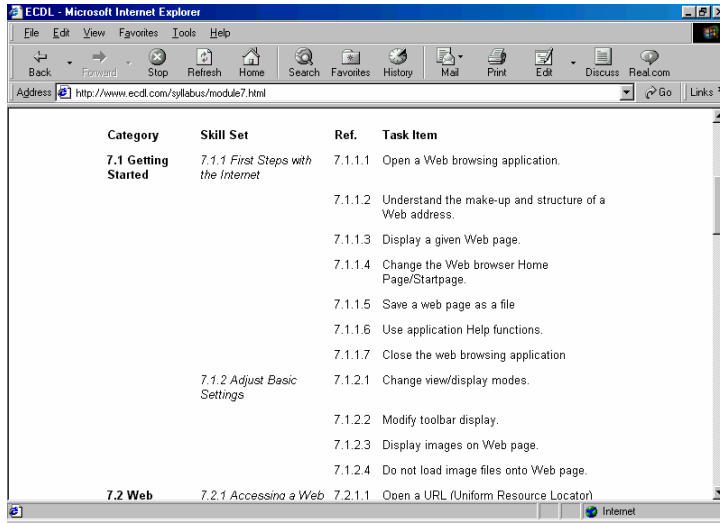 ECDL - Microsoft Internet Explorer
File Edit View Favorites Tools Help
Back Forward Stop Refresh Home Search Favorites History Mail Print Edit Discuss Real.com
Address http://www.ecdl.com/syllabus/module7.html Go Links
Category Skill Set Ref. Task Item
7.1 Getting 7.1.1 First Steps with 7.1.1.1 Open a Web browsing application.
Started the Internet
7.1.1.2 Understand the make-up and structure of a
Web address.
7.1.1.3 Display a given Web page.
7.1.1.4 Change the Web browser Home
Page/Startpage.
7.1.1.5 Save a web page as a file
7.1.1.6 Use application Help functions.
7.1.1.7 Close the web browsing application
7.1.2 Adjust Basic 7.1.2.1 Change view/display modes.
Settings
7.1.2.2 Modify toolbar display.
7.1.2.3 Display images on Web page.
7.1.2.4 Do not load image files onto Web page.
7.2 Web 7.2.1 Accessing a Web 7.2.1.1 Open a URL (Uniform Resource Locator)
Internet